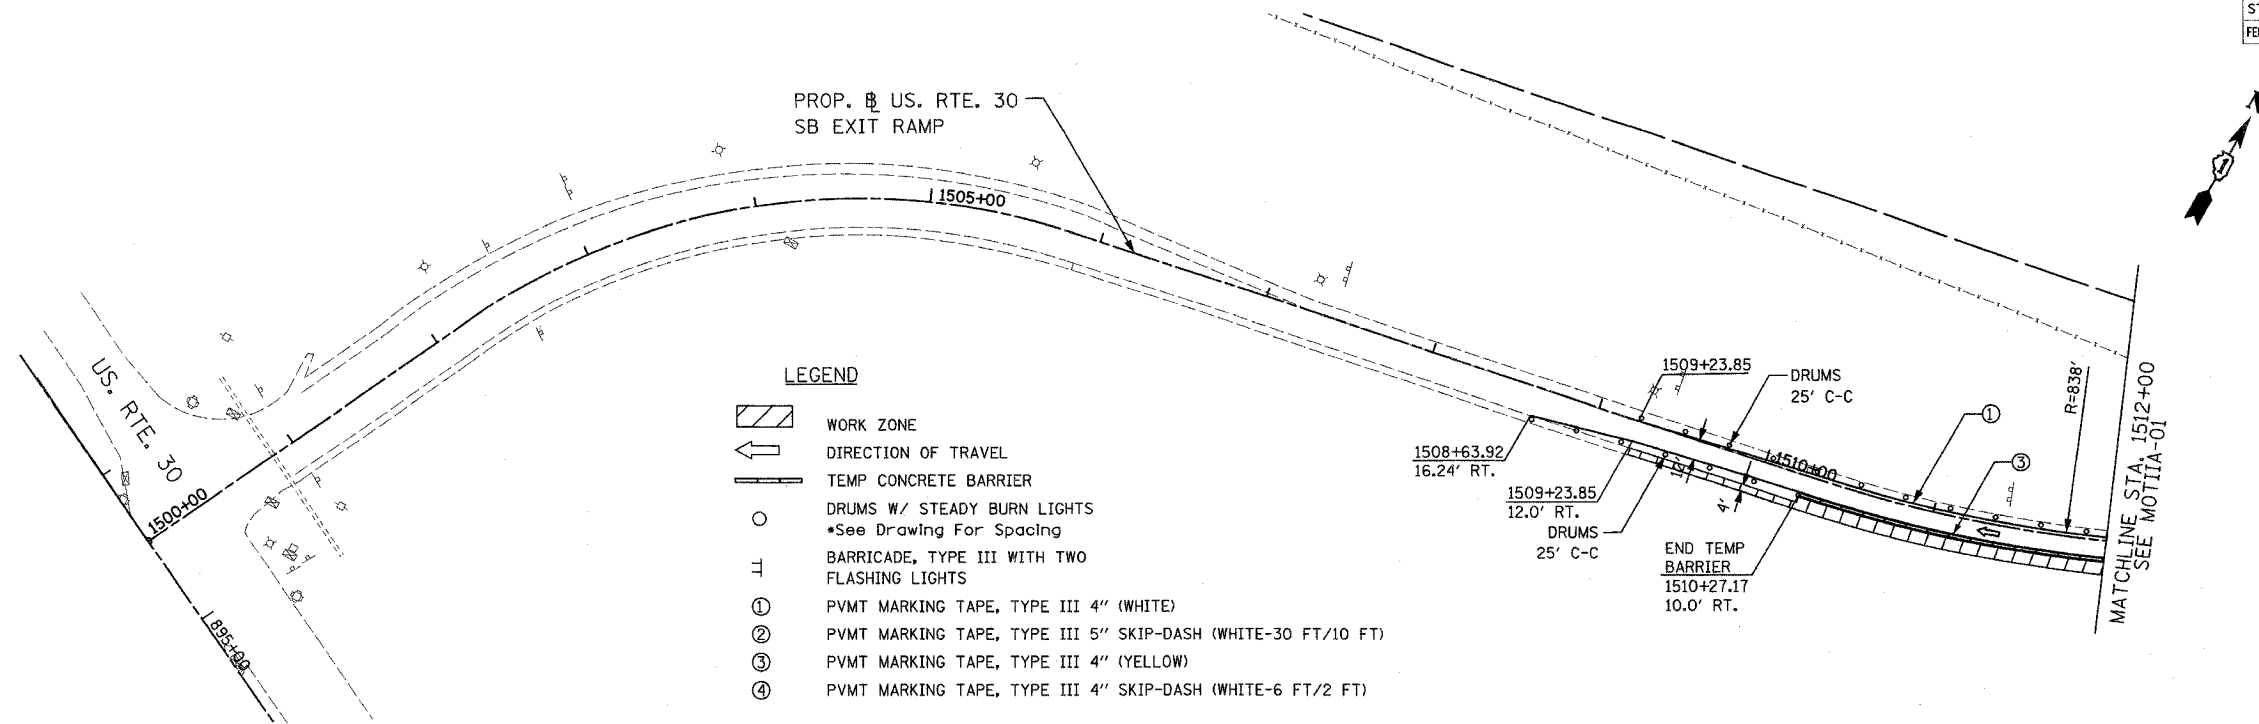 PROP. ℄ US. RTE. 30
SB EXIT RAMP
1505+00
US. RTE. 30
1500+00
895+00
LEGEND
WORK ZONE
DIRECTION OF TRAVEL
TEMP CONCRETE BARRIER
DRUMS W/ STEADY BURN LIGHTS
*See Drawing For Spacing
BARRICADE, TYPE III WITH TWO
FLASHING LIGHTS
① PVMT MARKING TAPE, TYPE III 4" (WHITE)
② PVMT MARKING TAPE, TYPE III 5" SKIP-DASH (WHITE-30 FT/10 FT)
③ PVMT MARKING TAPE, TYPE III 4" (YELLOW)
④ PVMT MARKING TAPE, TYPE III 4" SKIP-DASH (WHITE-6 FT/2 FT)
1509+23.85
DRUMS
25' C-C
①
③
R=838'
1510+00
1508+63.92
16.24' RT.
12'
4'
1509+23.85
12.0' RT.
DRUMS
25' C-C
END TEMP
BARRIER
1510+27.17
10.0' RT.
MATCHLINE STA. 1512+00
SEE MOTIIA-01
1